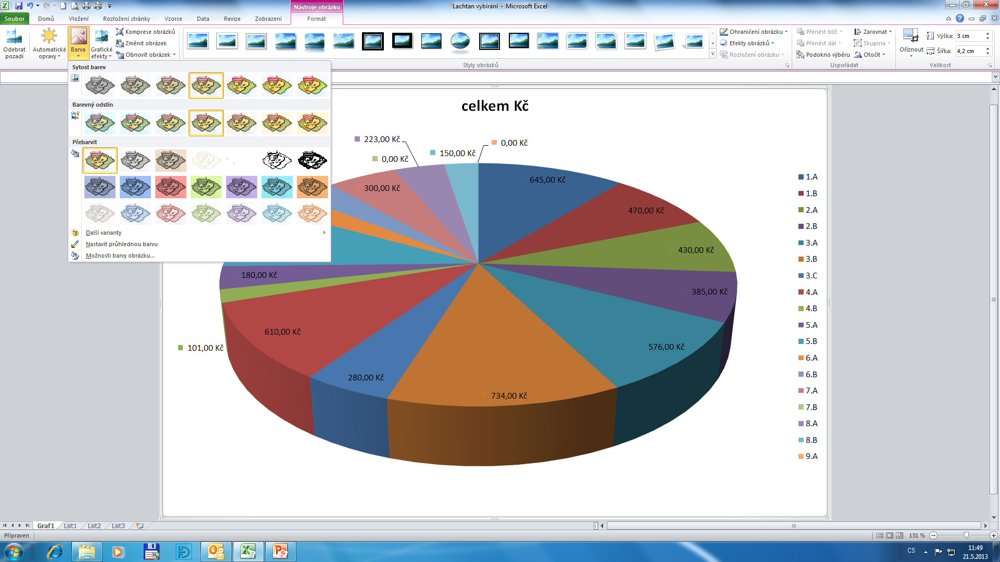 Lachtan vybírání - Microsoft Excel
Nástroje obrázku
Soubor
Domů
Vložení
Rozložení stránky
Vzorce
Data
Revize
Zobrazení
Formát
Odebrat pozadí
Automatické opravy
Barva
Grafické efekty
Komprese obrázků
Změnit obrázek
Obnovit obrázek
Styly obrázků
Ohraničení obrázku
Efekty obrázků
Rozložení obrázku
Přenést blíž
Přenést dál
Podokno výběru
Zarovnat
Skupina
Otočit
Uspořádat
Oříznout
Výška: 3 cm
Šířka: 4,2 cm
Velikost
Sytost barev
Barevný odstín
Přebarvit
Další varianty
Nastavit průhlednou barvu
Možnosti barvy obrázku...
celkem Kč
223,00 Kč
0,00 Kč
0,00 Kč
150,00 Kč
645,00 Kč
300,00 Kč
470,00 Kč
430,00 Kč
180,00 Kč
385,00 Kč
610,00 Kč
101,00 Kč
576,00 Kč
280,00 Kč
734,00 Kč
1.A
1.B
2.A
2.B
3.A
3.B
3.C
4.A
4.B
5.A
5.B
6.A
6.B
7.A
7.B
8.A
8.B
9.A
Graf1
List1
List2
List3
Připraven
131 %
CS
11:49
21.5.2013